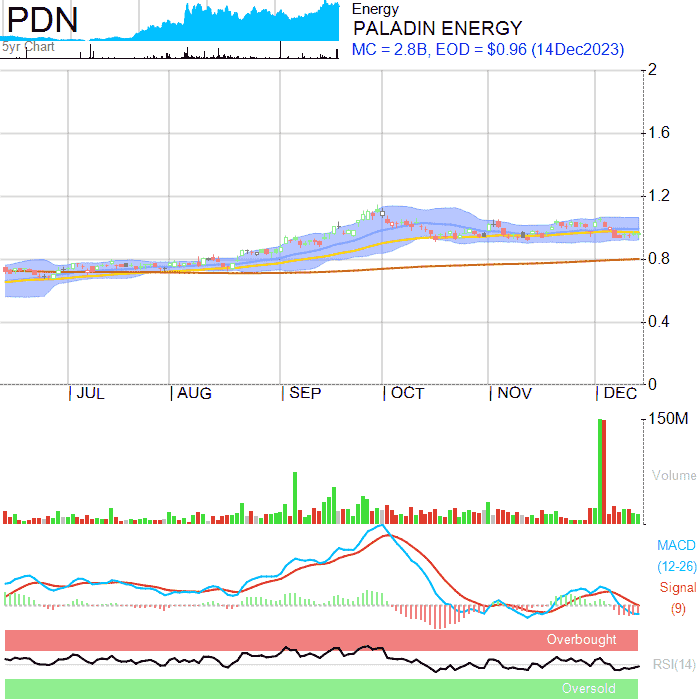 PDN
5yr Chart
Energy
PALADIN ENERGY
MC = 2.8B, EOD = $0.96 (14Dec2023)
2
1.6
1.2
0.8
0.4
0
JUL AUG SEP OCT NOV DEC
150M
Volume
MACD
(12-26)
Signal
(9)
Overbought
RSI(14)
Oversold